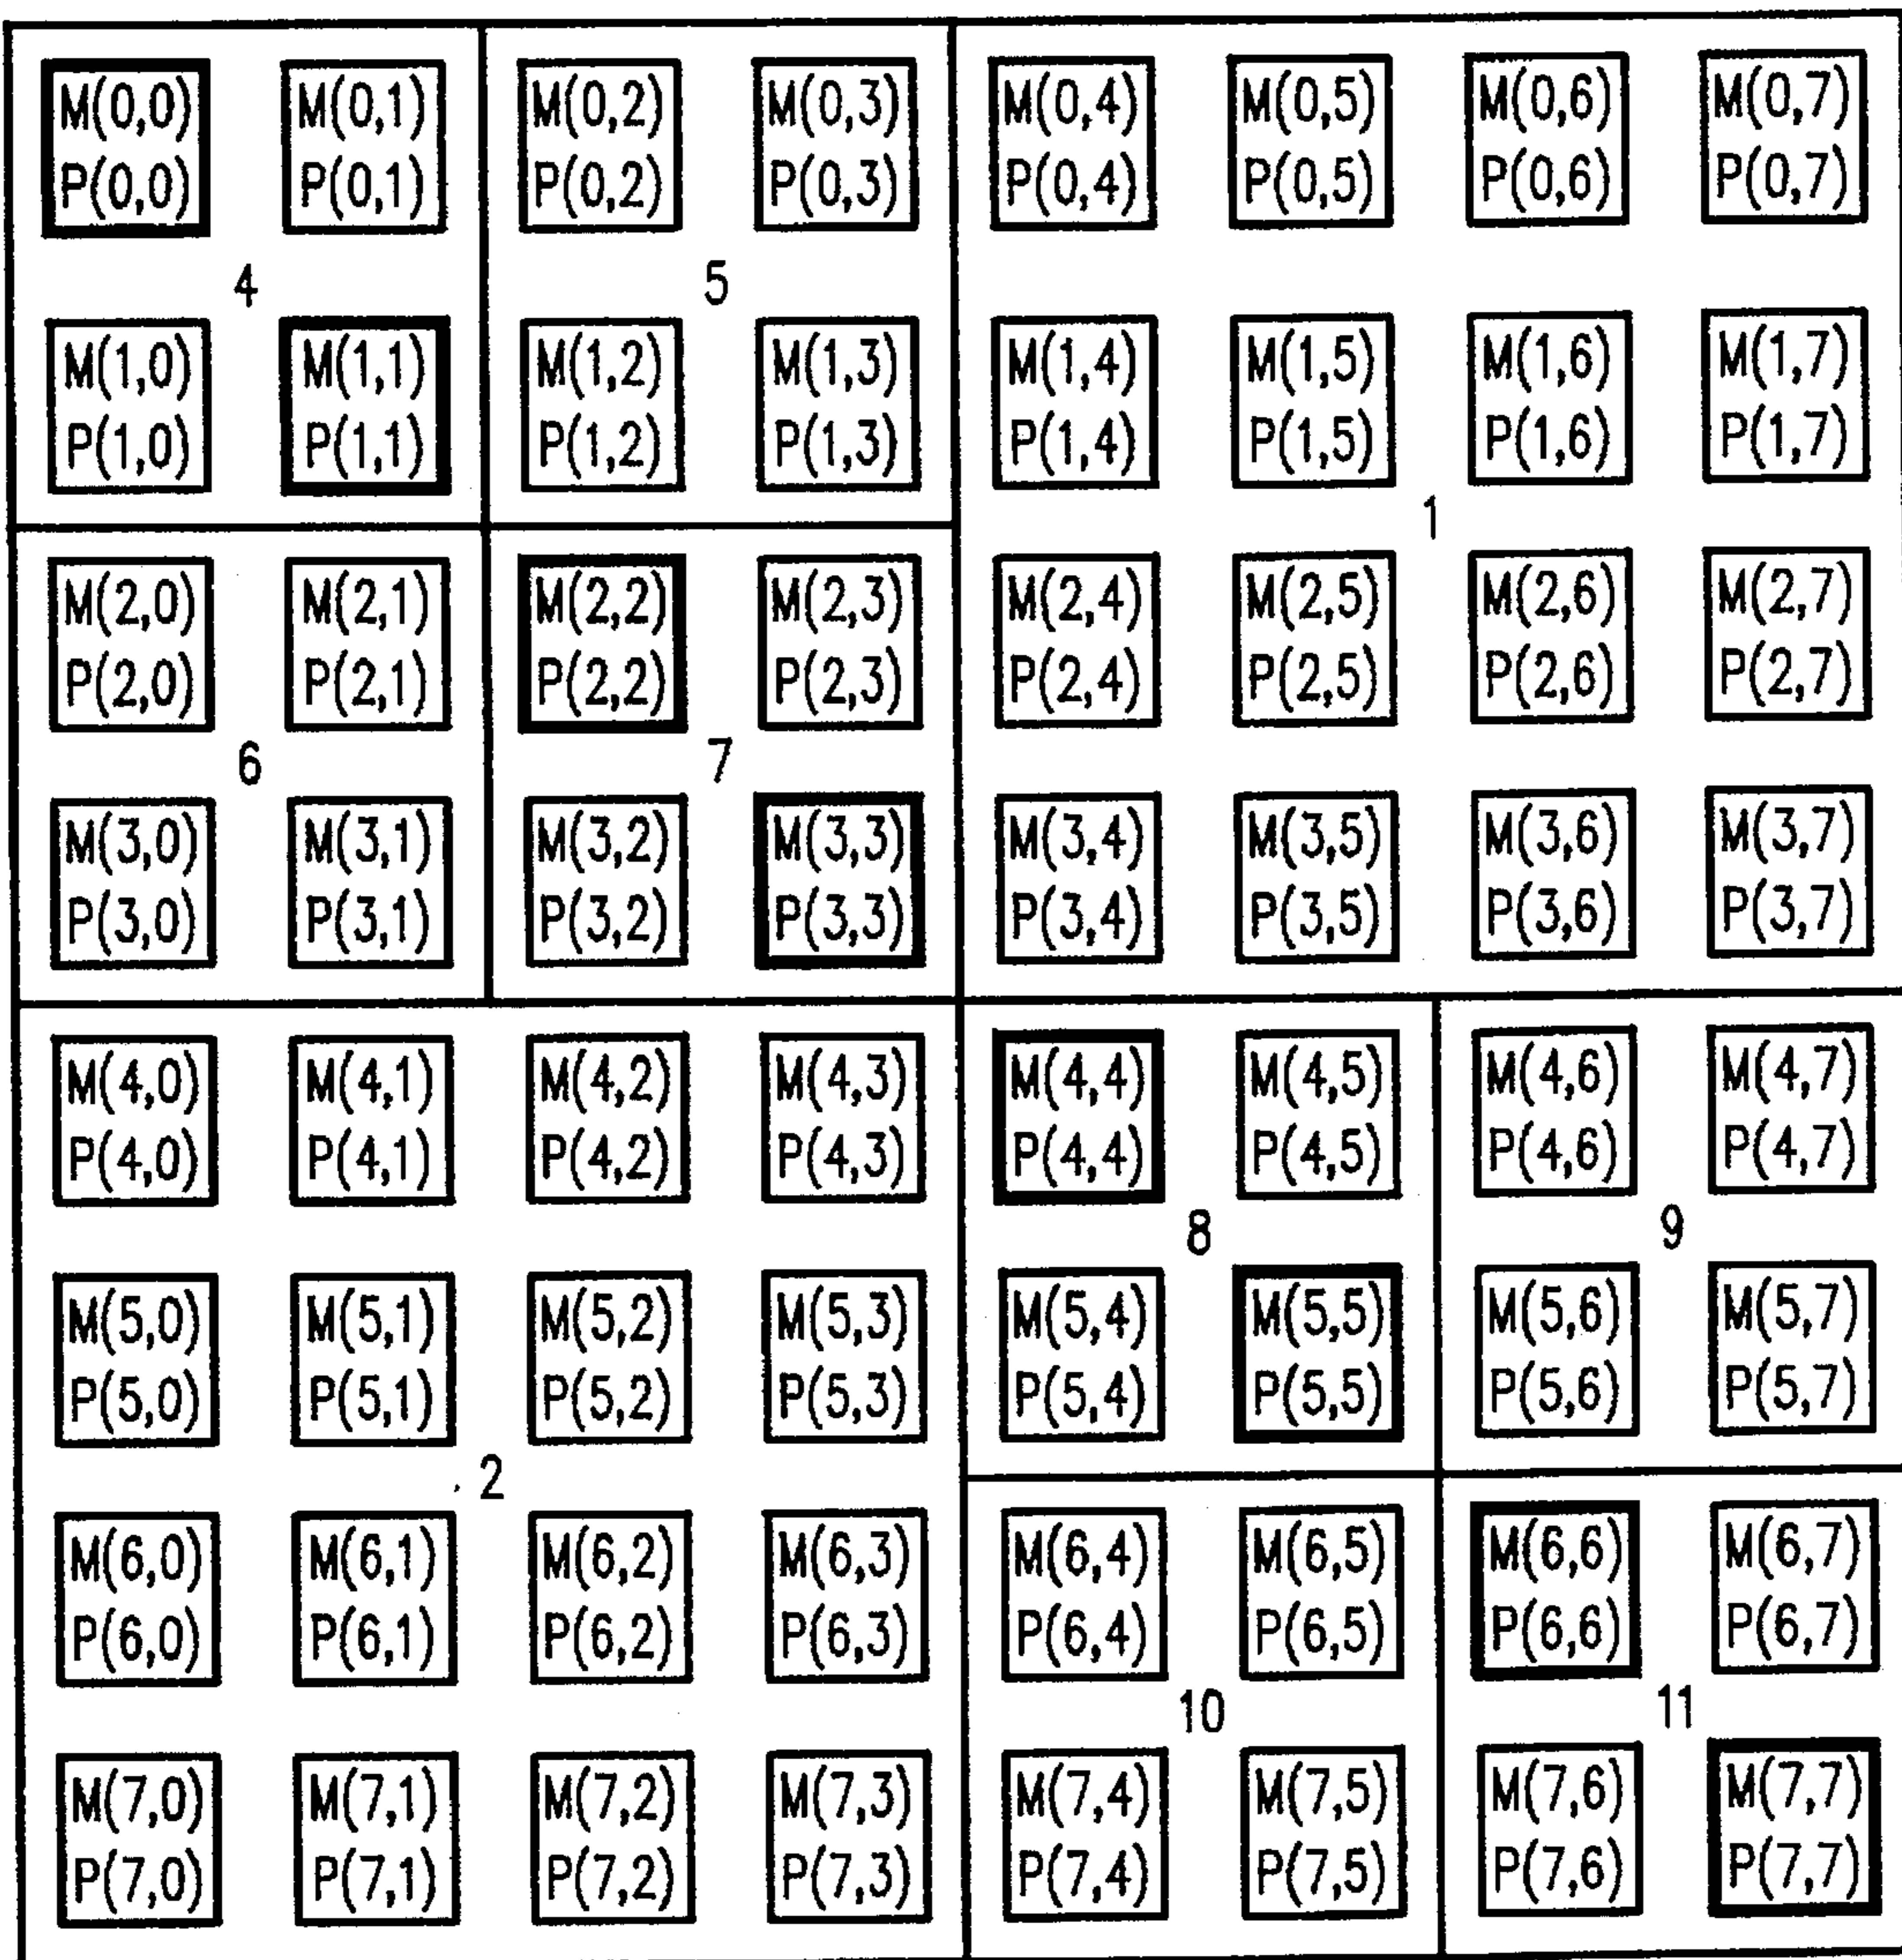 M(0,0) M(0,1) M(0,2) M(0,3) M(0,4) M(0,5) M(0,6) M(0,7)
P(0,0) P(0,1) P(0,2) P(0,3) P(0,4) P(0,5) P(0,6) P(0,7)
4 5
M(1,0) M(1,1) M(1,2) M(1,3) M(1,4) M(1,5) M(1,6) M(1,7)
P(1,0) P(1,1) P(1,2) P(1,3) P(1,4) P(1,5) P(1,6) P(1,7)
1
M(2,0) M(2,1) M(2,2) M(2,3) M(2,4) M(2,5) M(2,6) M(2,7)
P(2,0) P(2,1) P(2,2) P(2,3) P(2,4) P(2,5) P(2,6) P(2,7)
6 7
M(3,0) M(3,1) M(3,2) M(3,3) M(3,4) M(3,5) M(3,6) M(3,7)
P(3,0) P(3,1) P(3,2) P(3,3) P(3,4) P(3,5) P(3,6) P(3,7)
M(4,0) M(4,1) M(4,2) M(4,3) M(4,4) M(4,5) M(4,6) M(4,7)
P(4,0) P(4,1) P(4,2) P(4,3) P(4,4) P(4,5) P(4,6) P(4,7)
8 9
M(5,0) M(5,1) M(5,2) M(5,3) M(5,4) M(5,5) M(5,6) M(5,7)
P(5,0) P(5,1) P(5,2) P(5,3) P(5,4) P(5,5) P(5,6) P(5,7)
2
M(6,0) M(6,1) M(6,2) M(6,3) M(6,4) M(6,5) M(6,6) M(6,7)
P(6,0) P(6,1) P(6,2) P(6,3) P(6,4) P(6,5) P(6,6) P(6,7)
10 11
M(7,0) M(7,1) M(7,2) M(7,3) M(7,4) M(7,5) M(7,6) M(7,7)
P(7,0) P(7,1) P(7,2) P(7,3) P(7,4) P(7,5) P(7,6) P(7,7)